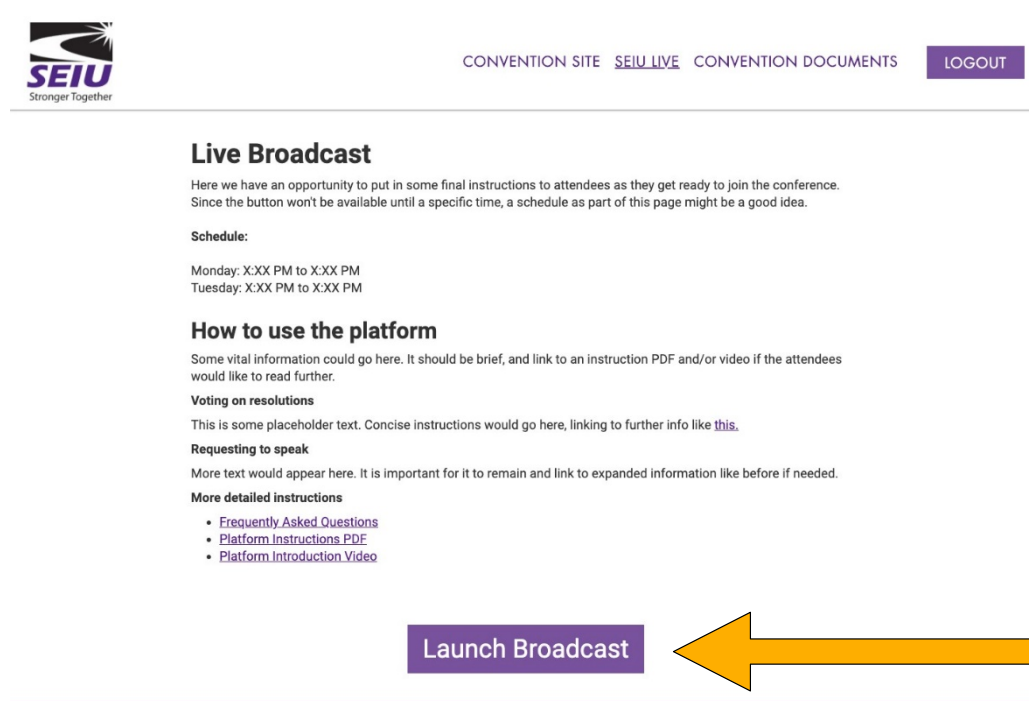 SEIU
Stronger Together
CONVENTION SITE SEIU LIVE CONVENTION DOCUMENTS LOGOUT
Live Broadcast
Here we have an opportunity to put in some final instructions to attendees as they get ready to join the conference.
Since the button won't be available until a specific time, a schedule as part of this page might be a good idea.
Schedule:
Monday: X:XX PM to X:XX PM
Tuesday: X:XX PM to X:XX PM
How to use the platform
Some vital information could go here. It should be brief, and link to an instruction PDF and/or video if the attendees
would like to read further.
Voting on resolutions
This is some placeholder text. Concise instructions would go here, linking to further info like this.
Requesting to speak
More text would appear here. It is important for it to remain and link to expanded information like before if needed.
More detailed instructions
• Frequently Asked Questions
• Platform Instructions PDF
• Platform Introduction Video
Launch Broadcast